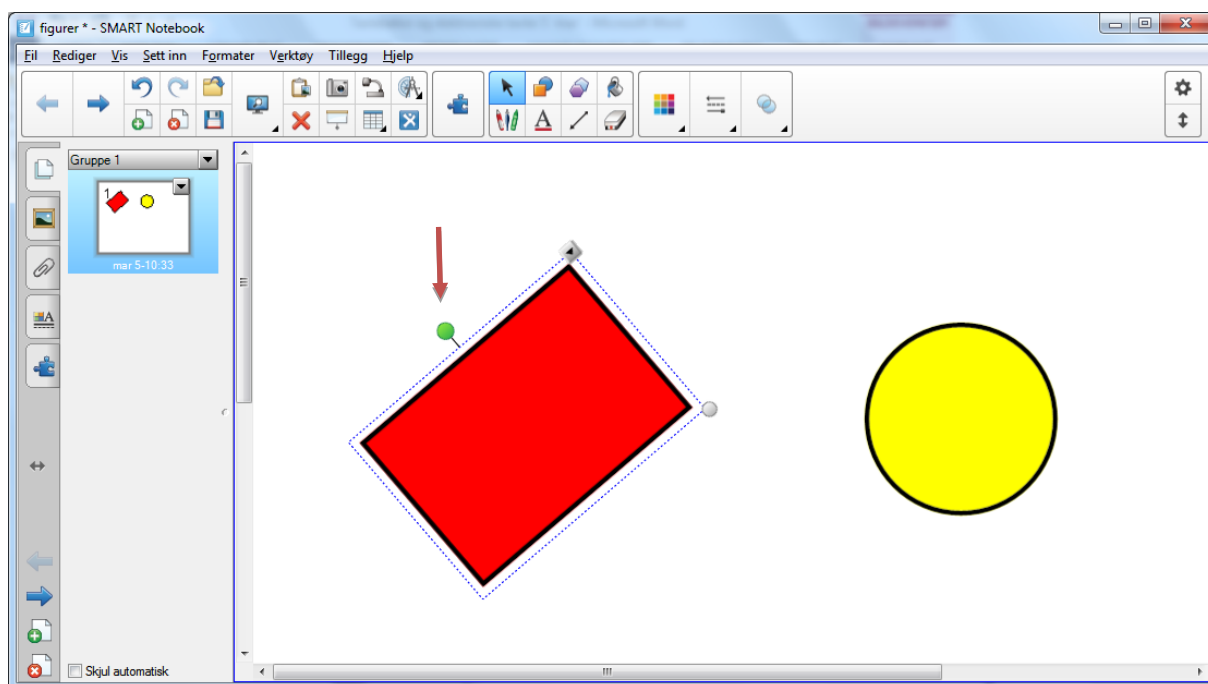 figurer * - SMART Notebook
Fil Rediger Vis Sett inn Formater Verktøy Tillegg Hjelp
Gruppe 1
1
mar 5-10:33
Skjul automatisk